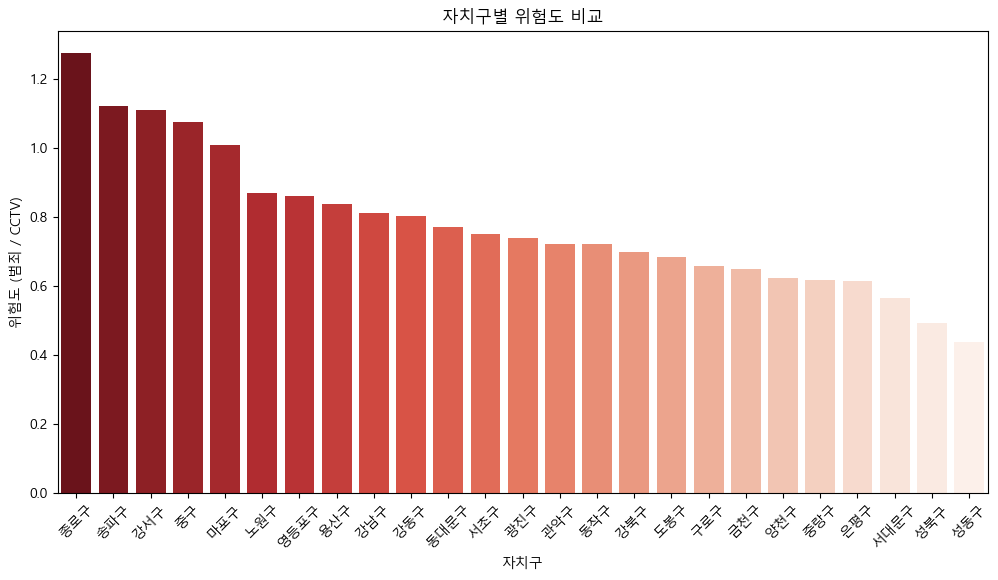 자치구별 위험도 비교
위험도 (범죄 / CCTV)
1.2
1.0
0.8
0.6
0.4
0.2
0.0
종로구
송파구
강서구
중구
마포구
노원구
영등포구
용산구
강남구
강동구
동대문구
서초구
광진구
관악구
동작구
강북구
도봉구
구로구
금천구
양천구
중랑구
은평구
서대문구
성북구
성동구
자치구